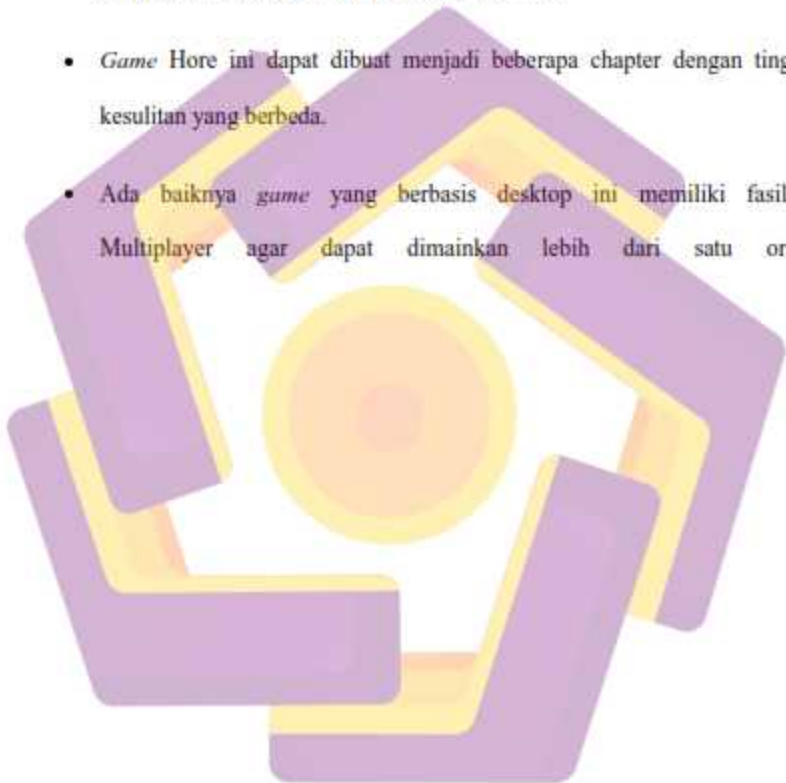 • Game Hore ini dapat dibuat menjadi beberapa chapter dengan ting
kesulitan yang berbeda.
• Ada baiknya game yang berbasis desktop ini memiliki fasil
Multiplayer agar dapat dimainkan lebih dari satu or